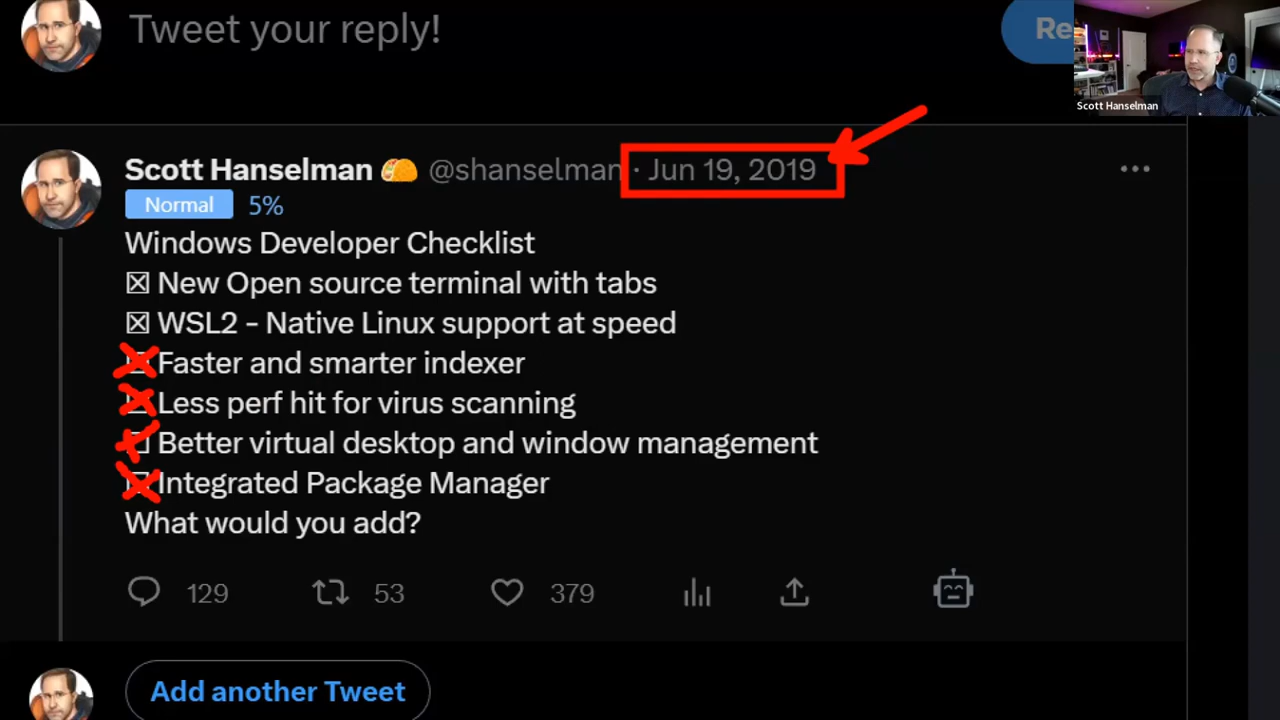 Tweet your reply!
Re
Scott Hanselman
Scott Hanselman 🌮 @shanselman · Jun 19, 2019
Normal 5%
Windows Developer Checklist
☒ New Open source terminal with tabs
☒ WSL2 - Native Linux support at speed
Faster and smarter indexer
Less perf hit for virus scanning
☐ Better virtual desktop and window management
Integrated Package Manager
What would you add?
129 53 379
Add another Tweet